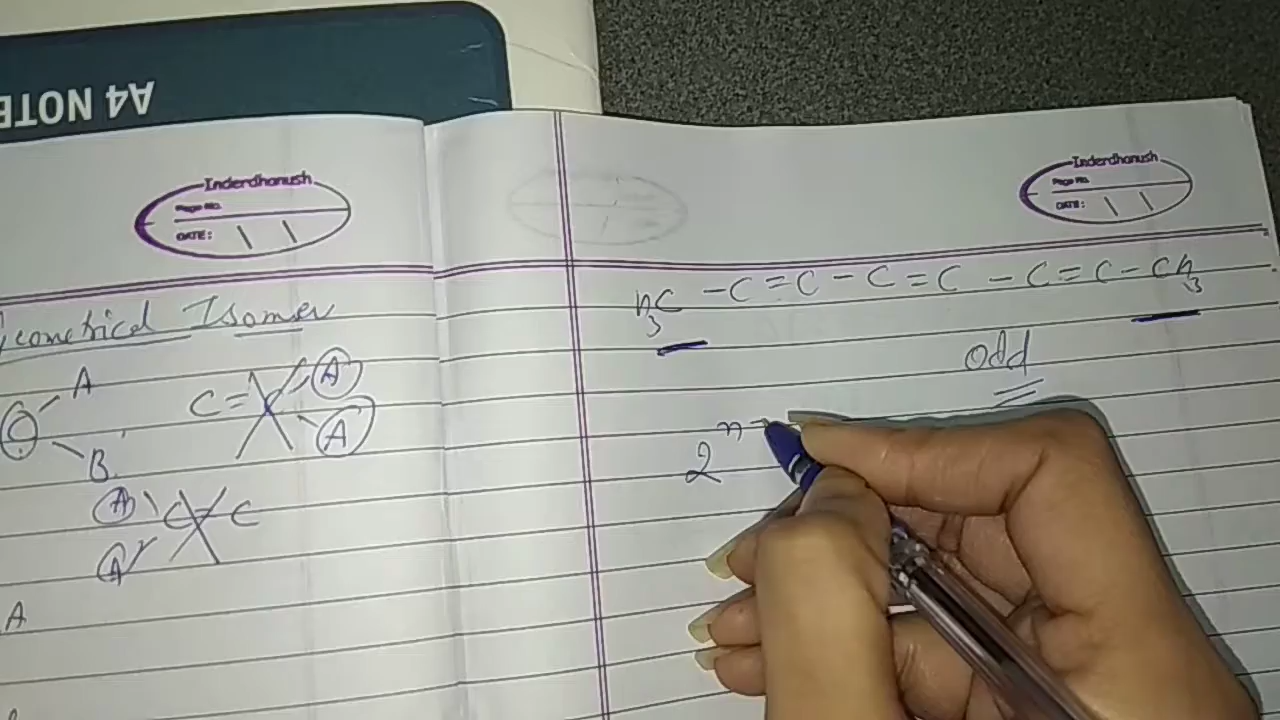 A4 NOTE
Inderdhanush
Page No.
DATE:
Geometrical Isomer
A
C
B
C = A
A
A C = C
A
A
Inderdhanush
Page No.
DATE:
H₃C - C = C - C = C - C = C - CH₃
odd
2ⁿ⁻